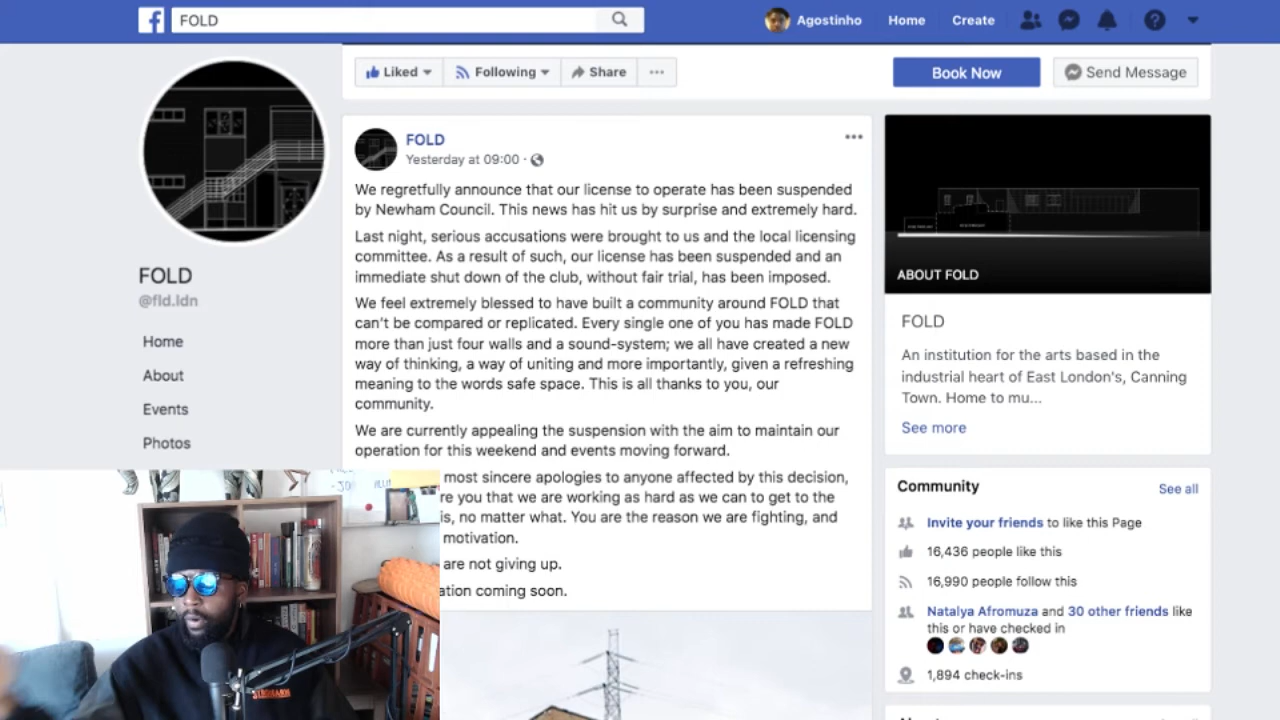 FOLD
Agostinho
Home
Create
Liked
Following
Share
Book Now
Send Message
FOLD
@fld.ldn
Home
About
Events
Photos
FOLD
Yesterday at 09:00 ·
We regretfully announce that our license to operate has been suspended
by Newham Council. This news has hit us by surprise and extremely hard.
Last night, serious accusations were brought to us and the local licensing
committee. As a result of such, our license has been suspended and an
immediate shut down of the club, without fair trial, has been imposed.
We feel extremely blessed to have built a community around FOLD that
can't be compared or replicated. Every single one of you has made FOLD
more than just four walls and a sound-system; we all have created a new
way of thinking, a way of uniting and more importantly, given a refreshing
meaning to the words safe space. This is all thanks to you, our
community.
We are currently appealing the suspension with the aim to maintain our
operation for this weekend and events moving forward.
most sincere apologies to anyone affected by this decision,
re you that we are working as hard as we can to get to the
is, no matter what. You are the reason we are fighting, and
motivation.
are not giving up.
ation coming soon.
ABOUT FOLD
FOLD
An institution for the arts based in the
industrial heart of East London's, Canning
Town. Home to mu...
See more
Community
See all
Invite your friends to like this Page
16,436 people like this
16,990 people follow this
Natalya Afromuza and 30 other friends like
this or have checked in
1,894 check-ins